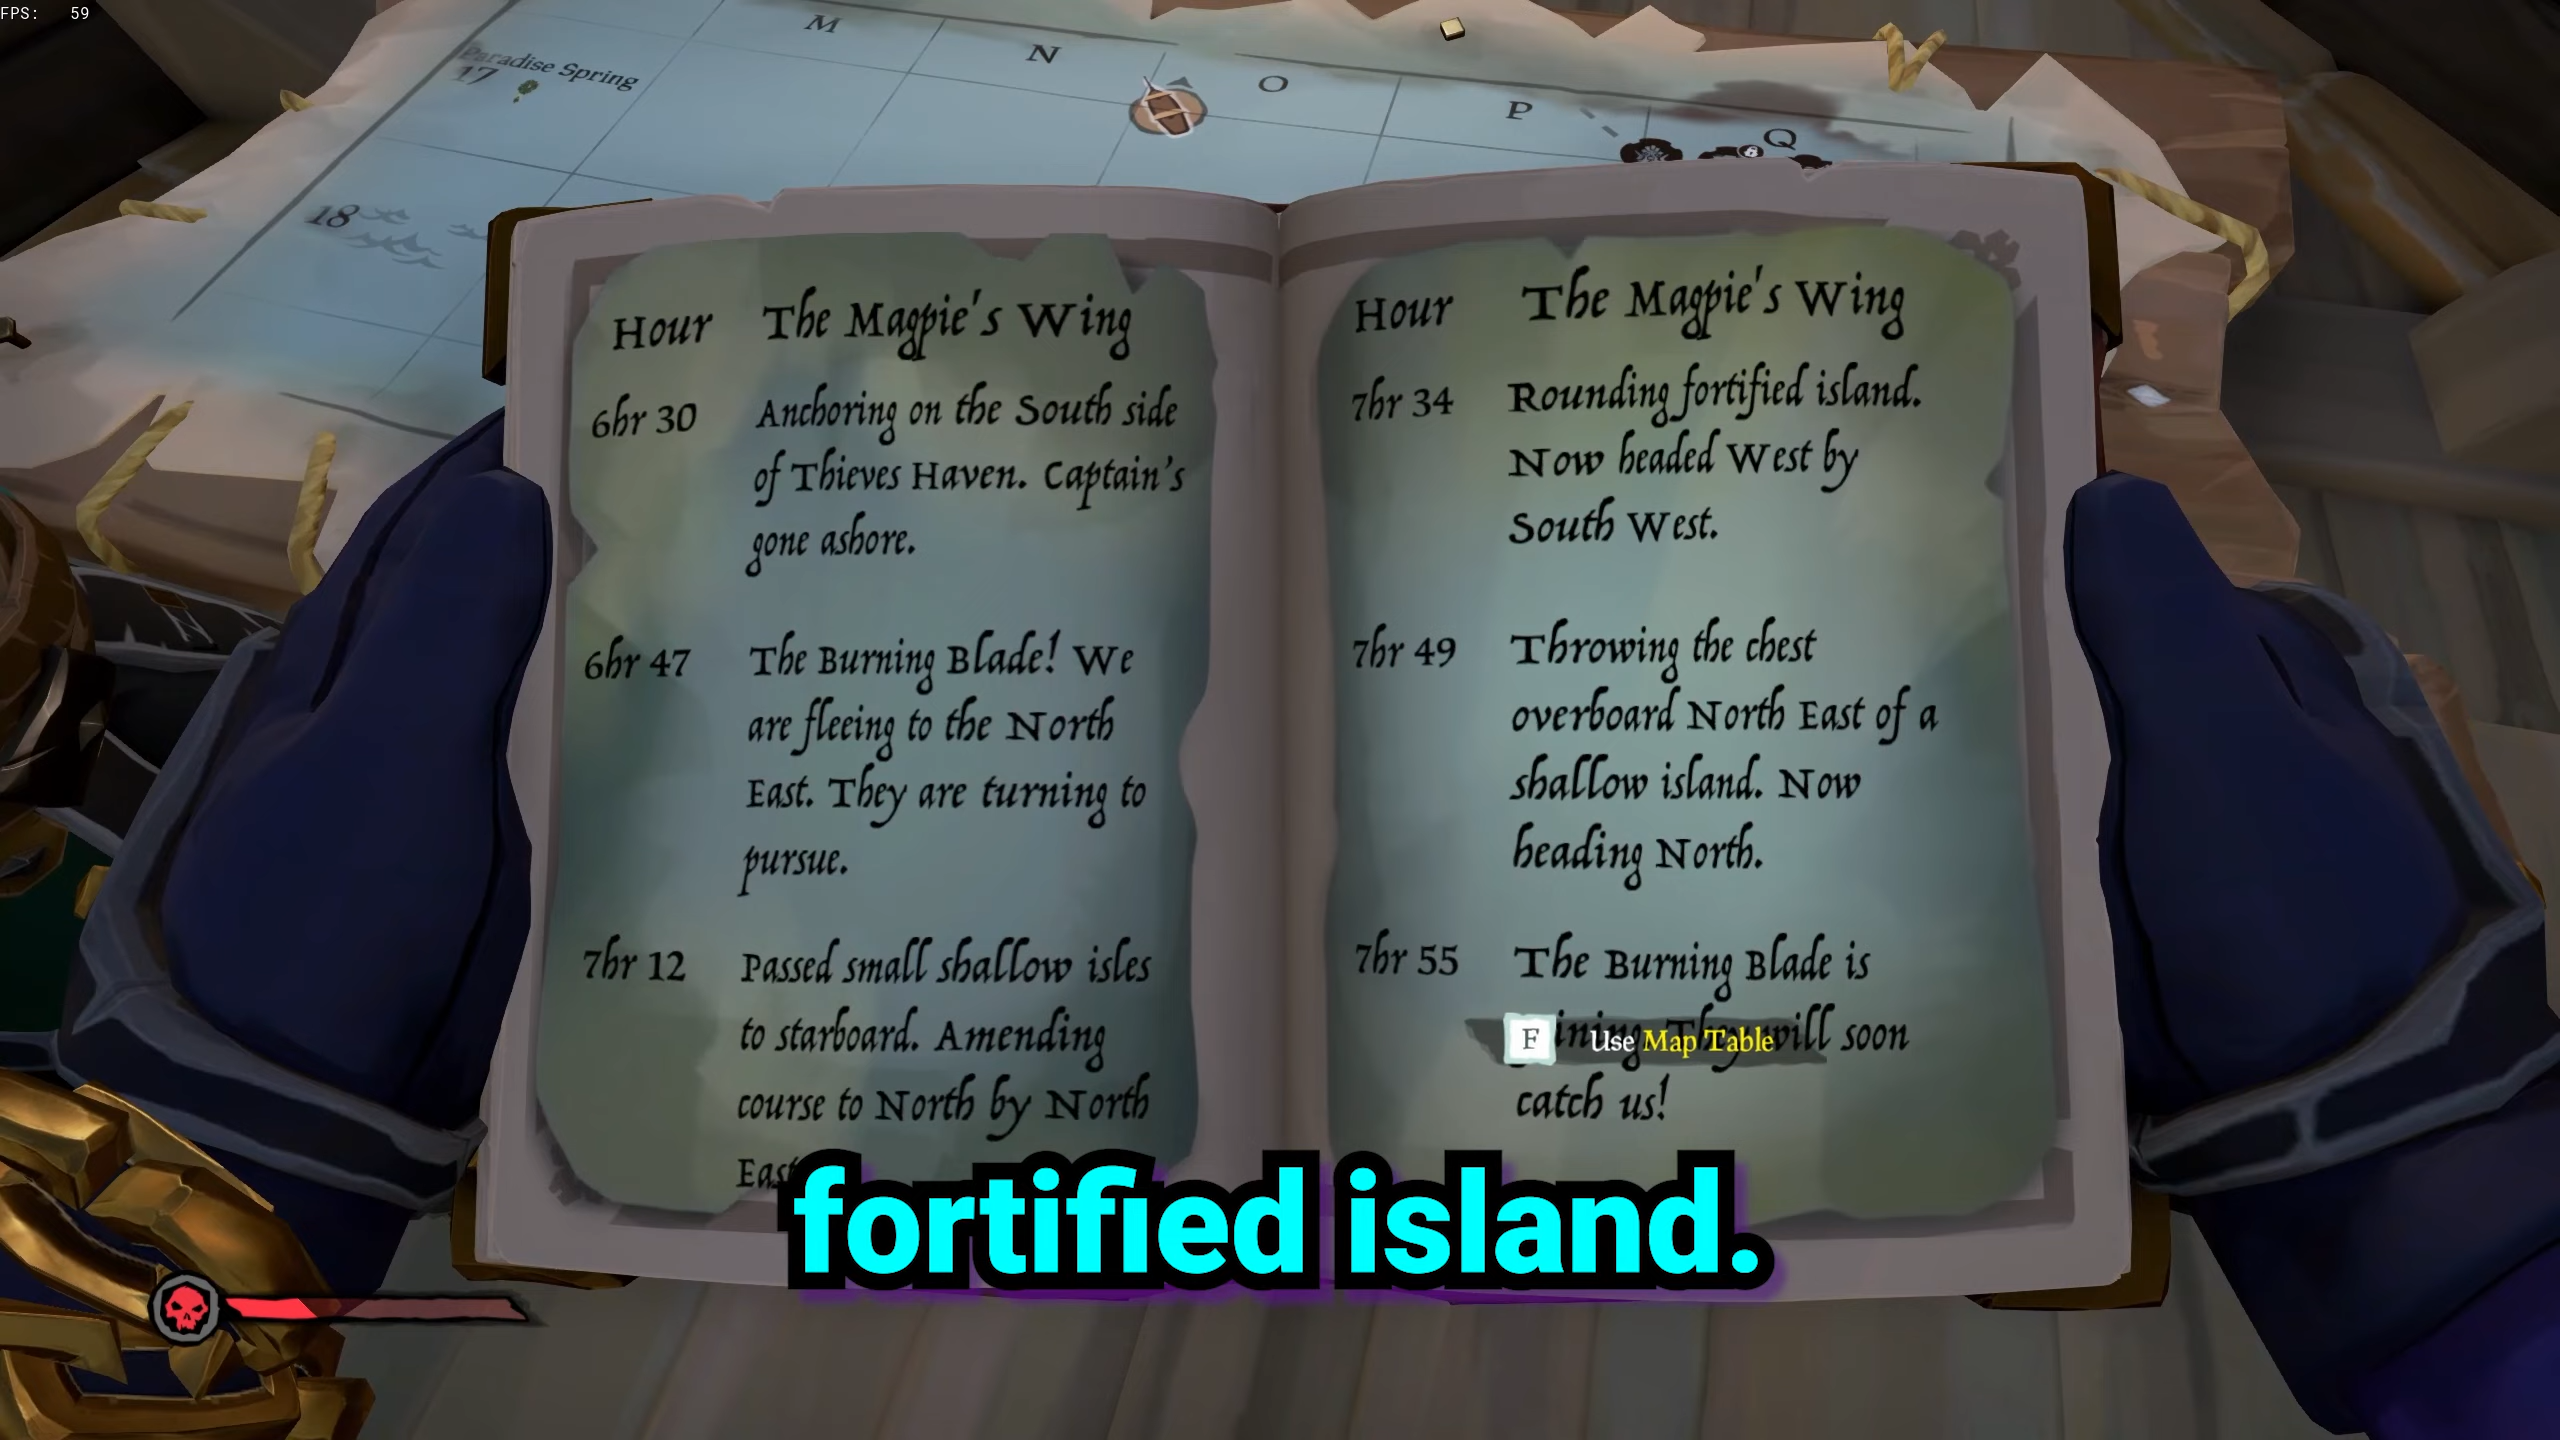 FPS: 59
M
N
O
P
Q
Paradise Spring
17
18
Hour The Magpie's Wing
6hr 30 Anchoring on the South side
of Thieves Haven. Captain's
gone ashore.
6hr 47 The Burning Blade! We
are fleeing to the North
East. They are turning to
pursue.
7hr 12 Passed small shallow isles
to starboard. Amending
course to North by North
East
Hour The Magpie's Wing
7hr 34 Rounding fortified island.
Now headed West by
South West.
7hr 49 Throwing the chest
overboard North East of a
shallow island. Now
heading North.
7hr 55 The Burning Blade is
will soon
catch us!
F Use Map Table
fortified island.